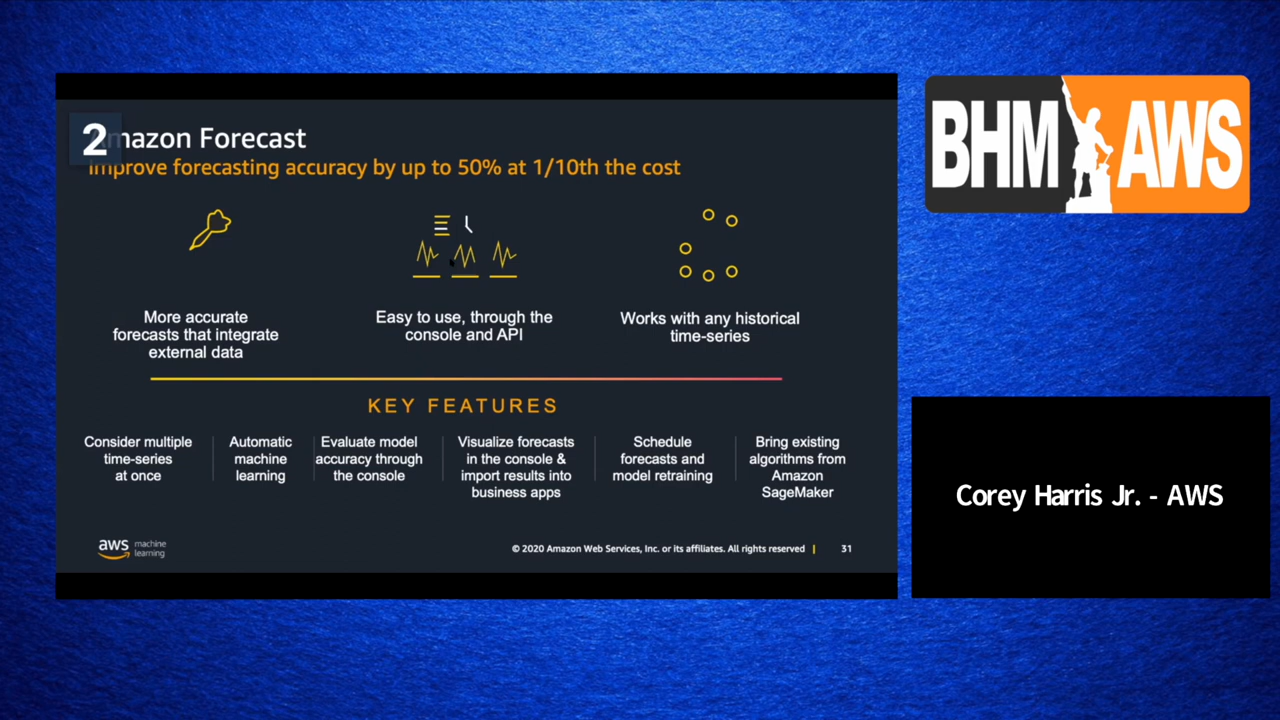 2
mazon Forecast
Improve forecasting accuracy by up to 50% at 1/10th the cost
More accurate
forecasts that integrate
external data
Easy to use, through the
console and API
Works with any historical
time-series
KEY FEATURES
Consider multiple
time-series
at once
Automatic
machine
learning
Evaluate model
accuracy through
the console
Visualize forecasts
in the console &
import results into
business apps
Schedule
forecasts and
model retraining
Bring existing
algorithms from
Amazon
SageMaker
aws machine
learning
© 2020 Amazon Web Services, Inc. or its affiliates. All rights reserved | 31
BHM AWS
Corey Harris Jr. - AWS